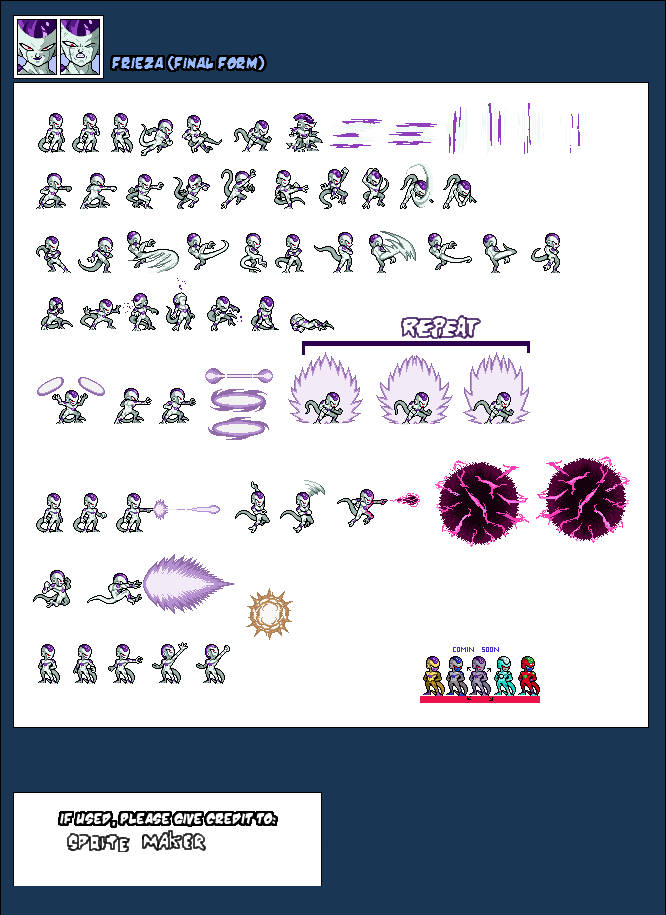 FRIEZA (FINAL FORM)
REPEAT
COMIN SOON
IF USED, PLEASE GIVE CREDIT TO:
SPRITE MAKER